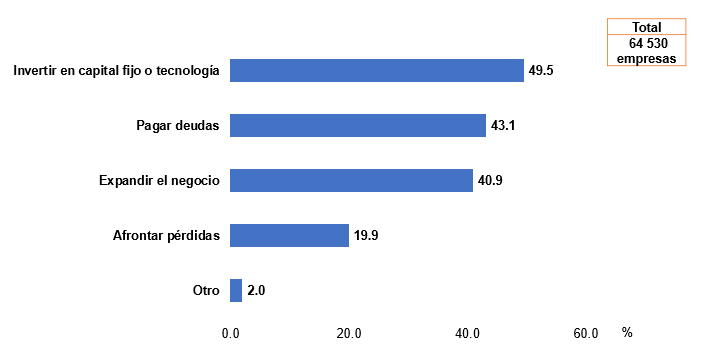 Total
64 530
empresas
Invertir en capital fijo o tecnología 49.5
Pagar deudas 43.1
Expandir el negocio 40.9
Afrontar pérdidas 19.9
Otro 2.0
0.0 20.0 40.0 60.0 %